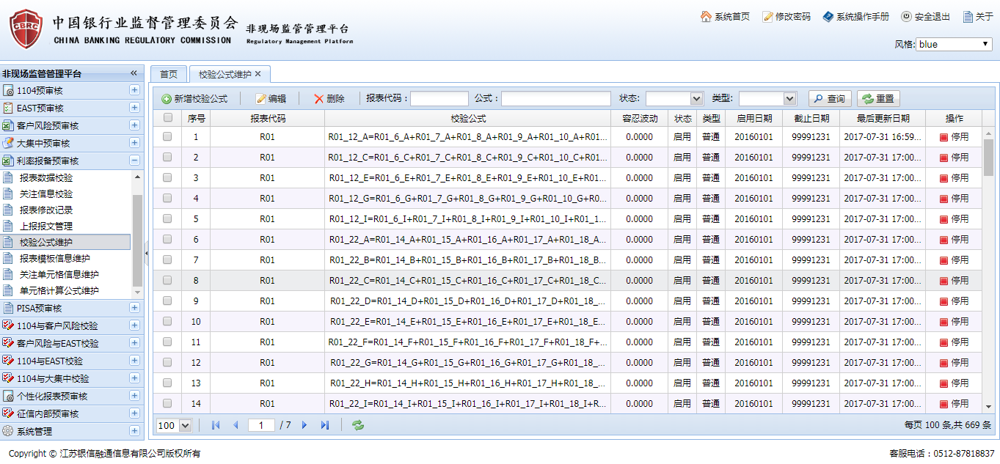 CBRC 中国银行业监督管理委员会 非现场监管管理平台
CHINA BANKING REGULATORY COMMISSION Regulatory Management Platform
系统首页 修改密码 系统操作手册 安全退出 关于
风格: blue
非现场监管管理平台
1104预审核
EAST预审核
客户风险预审核
大集中预审核
利率报备预审核
报表数据校验
关注信息校验
报表修改记录
上报报文管理
校验公式维护
报表模板信息维护
关注单元格信息维护
单元格计算公式维护
PISA预审核
1104与客户风险校验
客户风险与EAST校验
1104与EAST校验
1104与大集中校验
个性化报表预审核
征信内部预审核
系统管理
首页 校验公式维护 ×
新增校验公式 编辑 删除 报表代码: 公式: 状态: 类型: 查询 重置
序号 报表代码 校验公式 容忍波动 状态 类型 启用日期 截止日期 最后更新日期 操作
1 R01 R01_12_A=R01_6_A+R01_7_A+R01_8_A+R01_9_A+R01_10_A+R01... 0.0000 启用 普通 20160101 99991231 2017-07-31 16:59... 停用
2 R01 R01_12_C=R01_6_C+R01_7_C+R01_8_C+R01_9_C+R01_10_C+R01... 0.0000 启用 普通 20160101 99991231 2017-07-31 17:00... 停用
3 R01 R01_12_E=R01_6_E+R01_7_E+R01_8_E+R01_9_E+R01_10_E+R01... 0.0000 启用 普通 20160101 99991231 2017-07-31 17:00... 停用
4 R01 R01_12_G=R01_6_G+R01_7_G+R01_8_G+R01_9_G+R01_10_G+R0... 0.0000 启用 普通 20160101 99991231 2017-07-31 17:00... 停用
5 R01 R01_12_I=R01_6_I+R01_7_I+R01_8_I+R01_9_I+R01_10_I+R01_1... 0.0000 启用 普通 20160101 99991231 2017-07-31 17:00... 停用
6 R01 R01_22_A=R01_14_A+R01_15_A+R01_16_A+R01_17_A+R01_18_A... 0.0000 启用 普通 20160101 99991231 2017-07-31 17:00... 停用
7 R01 R01_22_B=R01_14_B+R01_15_B+R01_16_B+R01_17_B+R01_18_B... 0.0000 启用 普通 20160101 99991231 2017-07-31 17:00... 停用
8 R01 R01_22_C=R01_14_C+R01_15_C+R01_16_C+R01_17_C+R01_18_C... 0.0000 启用 普通 20160101 99991231 2017-07-31 17:00... 停用
9 R01 R01_22_D=R01_14_D+R01_15_D+R01_16_D+R01_17_D+R01_18_... 0.0000 启用 普通 20160101 99991231 2017-07-31 17:00... 停用
10 R01 R01_22_E=R01_14_E+R01_15_E+R01_16_E+R01_17_E+R01_18_E... 0.0000 启用 普通 20160101 99991231 2017-07-31 17:00... 停用
11 R01 R01_22_F=R01_14_F+R01_15_F+R01_16_F+R01_17_F+R01_18_F+... 0.0000 启用 普通 20160101 99991231 2017-07-31 17:00... 停用
12 R01 R01_22_G=R01_14_G+R01_15_G+R01_16_G+R01_17_G+R01_18_... 0.0000 启用 普通 20160101 99991231 2017-07-31 17:00... 停用
13 R01 R01_22_H=R01_14_H+R01_15_H+R01_16_H+R01_17_H+R01_18_... 0.0000 启用 普通 20160101 99991231 2017-07-31 17:00... 停用
14 R01 R01_22_I=R01_14_I+R01_15_I+R01_16_I+R01_17_I+R01_18_I+R... 0.0000 启用 普通 20160101 99991231 2017-07-31 17:00... 停用
100 1 / 7 每页 100 条,共 669 条
Copyright © 江苏银信融通信息有限公司版权所有 客服电话：0512-87818837